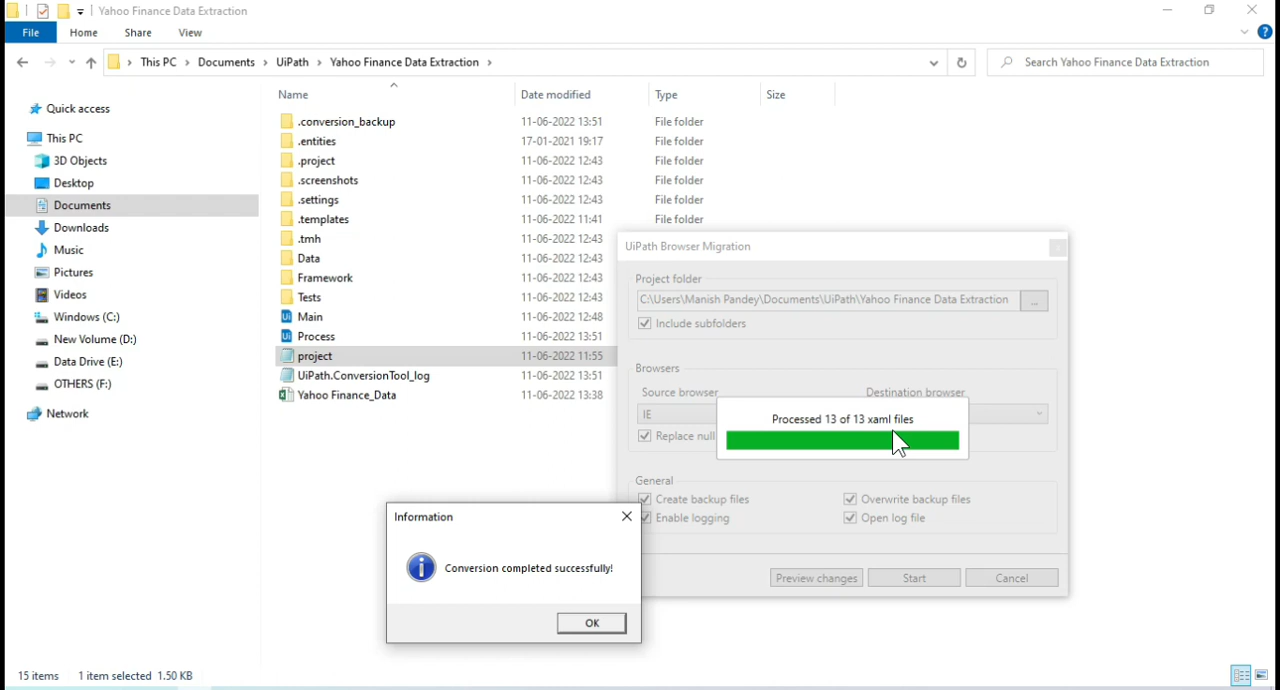 Yahoo Finance Data Extraction
File Home Share View
This PC > Documents > UiPath > Yahoo Finance Data Extraction >
Search Yahoo Finance Data Extraction
Quick access
This PC
3D Objects
Desktop
Documents
Downloads
Music
Pictures
Videos
Windows (C:)
New Volume (D:)
Data Drive (E:)
OTHERS (F:)
Network
Name Date modified Type Size
.conversion_backup 11-06-2022 13:51 File folder
.entities 17-01-2021 19:17 File folder
.project 11-06-2022 12:43 File folder
.screenshots 11-06-2022 12:43 File folder
.settings 11-06-2022 12:43 File folder
.templates 11-06-2022 11:41 File folder
.tmh 11-06-2022 12:43
Data 11-06-2022 12:43
Framework 11-06-2022 12:43
Tests 11-06-2022 12:43
Main 11-06-2022 12:48
Process 11-06-2022 13:51
project 11-06-2022 11:55
UiPath.ConversionTool_log 11-06-2022 13:51
Yahoo Finance_Data 11-06-2022 13:38
UiPath Browser Migration
Project folder
C:\Users\Manish Pandey\Documents\UiPath\Yahoo Finance Data Extraction ...
Include subfolders
Browsers
Source browser Destination browser
IE
Replace null
Processed 13 of 13 xaml files
General
Create backup files Overwrite backup files
Enable logging Open log file
Preview changes Start Cancel
Information
Conversion completed successfully!
OK
15 items 1 item selected 1.50 KB